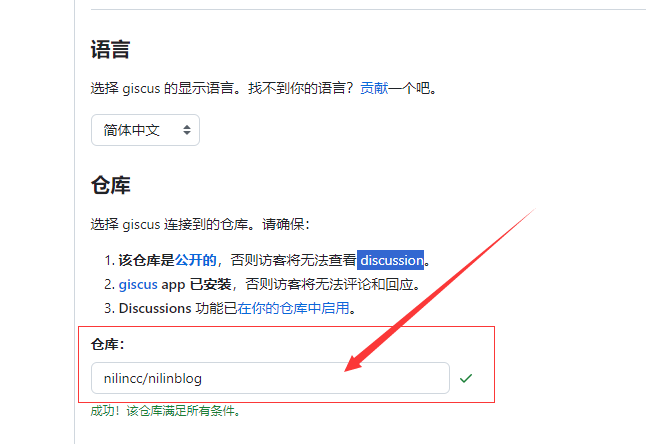 语言
选择 giscus 的显示语言。找不到你的语言？贡献一个吧。
简体中文
仓库
选择 giscus 连接到的仓库。请确保：
1. 该仓库是公开的，否则访客将无法查看 discussion。
2. giscus app 已安装，否则访客将无法评论和回应。
3. Discussions 功能已在你的仓库中启用。
仓库：
nilincc/nilinblog
成功！该仓库满足所有条件。